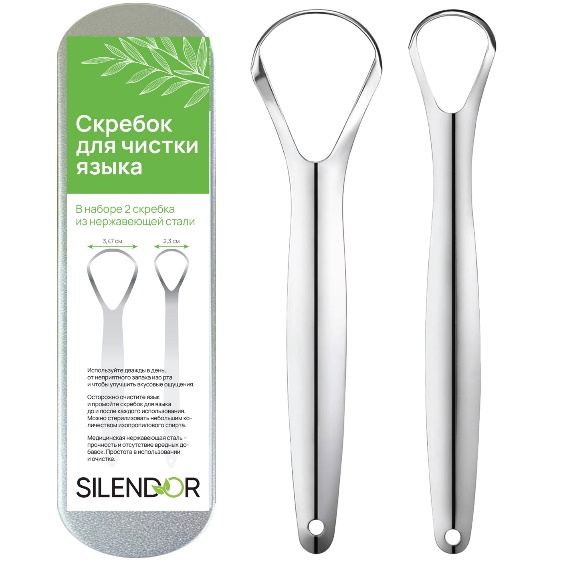 Скребок
для чистки
языка
В наборе 2 скребка
из нержавеющей стали
3,47 см
2,3 см
Используйте дважды в день,
от неприятного запаха изо рта
и чтобы улучшить вкусовые ощущения.
Осторожно очистите язык
и промойте скребок для языка
до и после каждого использования.
Можно стерилизовать небольшим ко-
личеством изопропилового спирта.
Медицинская нержавеющая сталь –
прочность и отсутствие вредных до-
бавок. Простота в использовании
и очистке.
SILENDOR